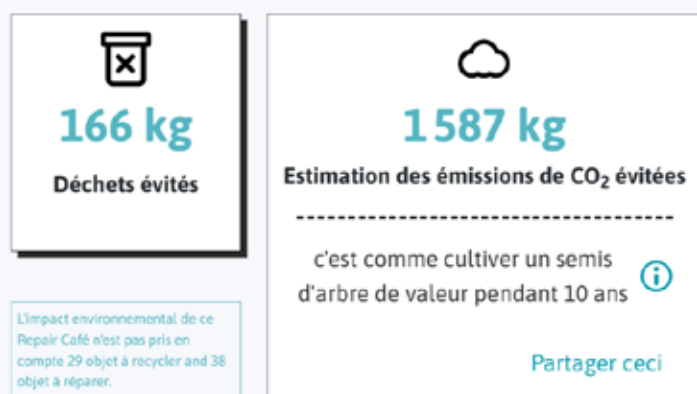 166 kg
Déchets évités
L'impact environnemental de ce
Repair Café n'est pas pris en
compte 29 objet à recycler and 38
objet à réparer.
1 587 kg
Estimation des émissions de CO₂ évitées
c'est comme cultiver un semis
d'arbre de valeur pendant 10 ans
Partager ceci